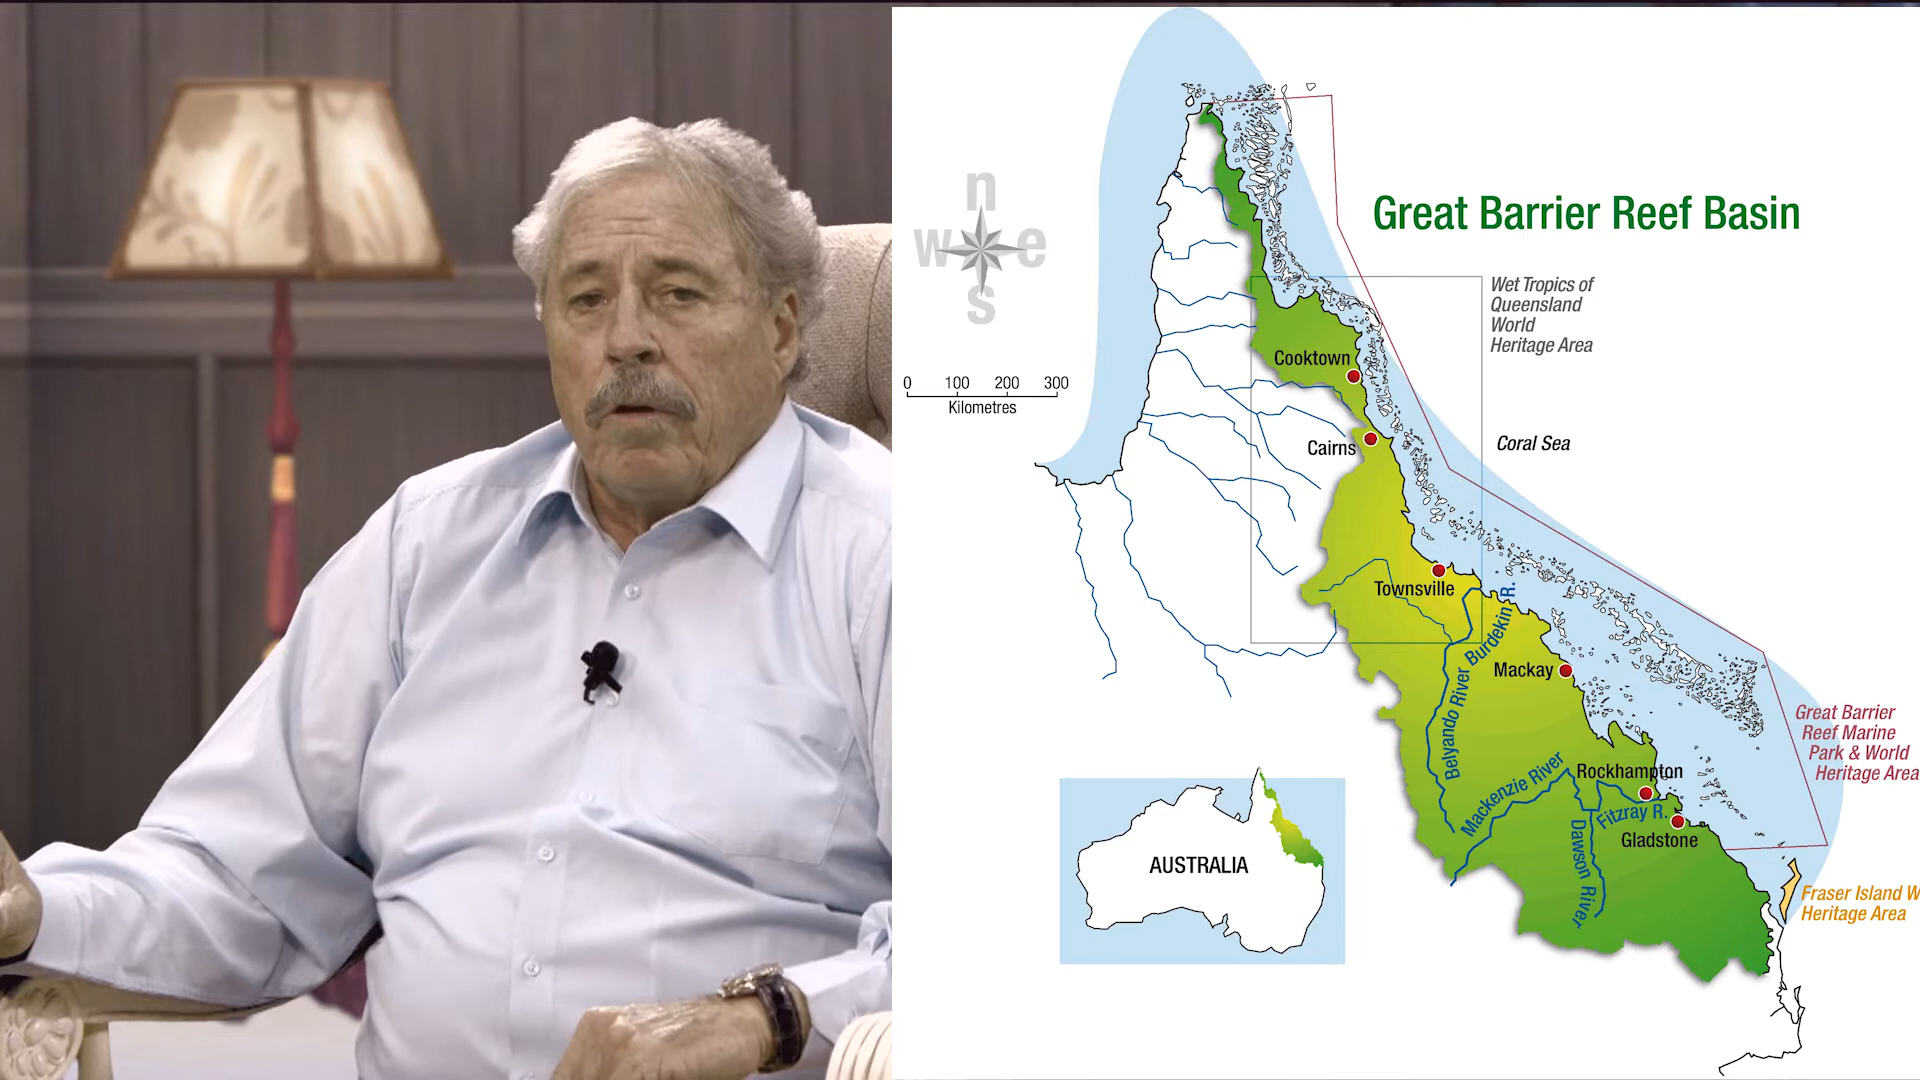 Great Barrier Reef Basin
n
w e
s
0 100 200 300
Kilometres
Wet Tropics of
Queensland
World
Heritage Area
Cooktown
Coral Sea
Cairns
Townsville
Burdekin R.
Mackay
Belyando River
Great Barrier
Reef Marine
Park & World
Heritage Area
Mackenzie River
Rockhampton
Fitzray R.
Gladstone
Dawson River
AUSTRALIA
Fraser Island W
Heritage Area